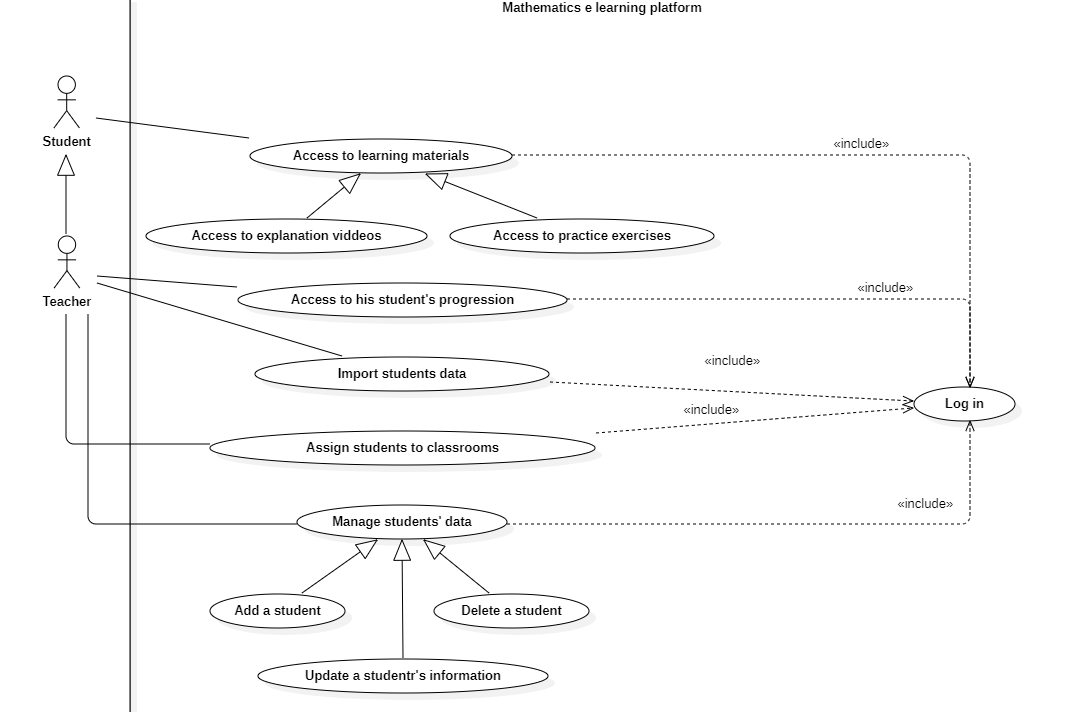 Mathematics e learning platform
Student
«include»
Access to learning materials
Access to explanation viddeos
Access to practice exercises
«include»
Teacher
Access to his student's progression
«include»
Import students data
Log in
«include»
Assign students to classrooms
«include»
Manage students' data
Add a student
Delete a student
Update a studentr's information